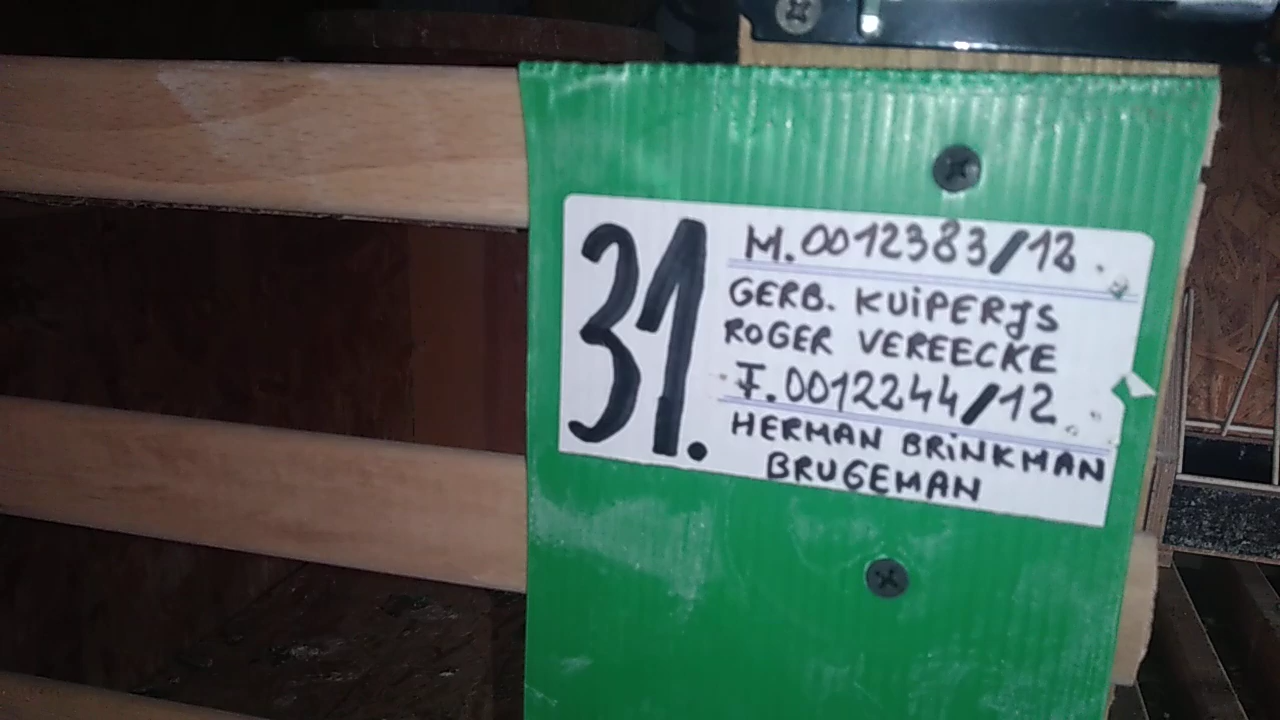 31.
M.0012383/12.
GERB. KUiPERJS
ROGER VEREECKE
F.0012244/12.
HERMAN BRiNKMAN
BRUGEMAN